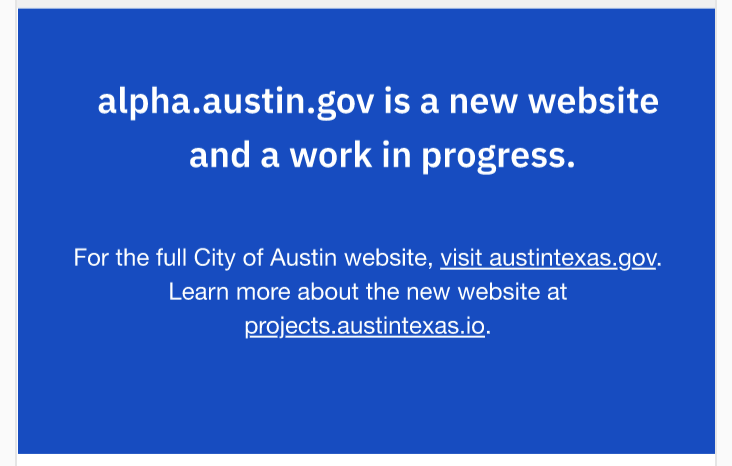 alpha.austin.gov is a new website
and a work in progress.
For the full City of Austin website, visit austintexas.gov.
Learn more about the new website at
projects.austintexas.io.